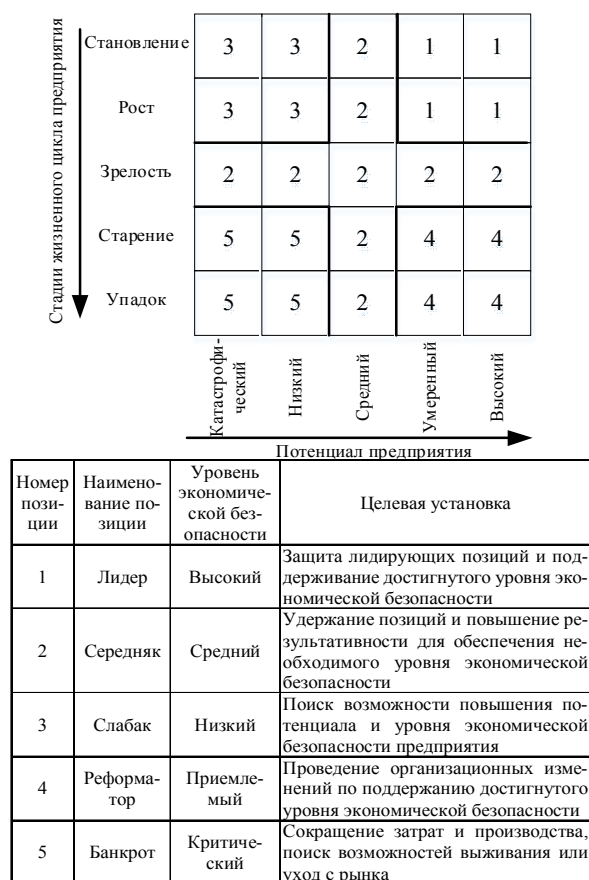 Стадии жизненного цикла предприятия
Становление 3 3 2 1 1
Рост 3 3 2 1 1
Зрелость 2 2 2 2 2
Старение 5 5 2 4 4
Упадок 5 5 2 4 4
Катастрофи-
ческий
Низкий
Средний
Умеренный
Высокий
Потенциал предприятия
Номер
пози-
ции
Наимено-
вание по-
зиции
Уровень
экономиче-
ской без-
опасности
Целевая установка
1
Лидер
Высокий
Защита лидирующих позиций и под-
держивание достигнутого уровня эко-
номической безопасности
2
Середняк
Средний
Удержание позиций и повышение ре-
зультативности для обеспечения не-
обходимого уровня экономической
безопасности
3
Слабак
Низкий
Поиск возможности повышения по-
тенциала и уровня экономической
безопасности предприятия
4
Реформа-
тор
Приемле-
мый
Проведение организационных изме-
нений по поддержанию достигнутого
уровня экономической безопасности
5
Банкрот
Критиче-
ский
Сокращение затрат и производства,
поиск возможностей выживания или
уход с рынка